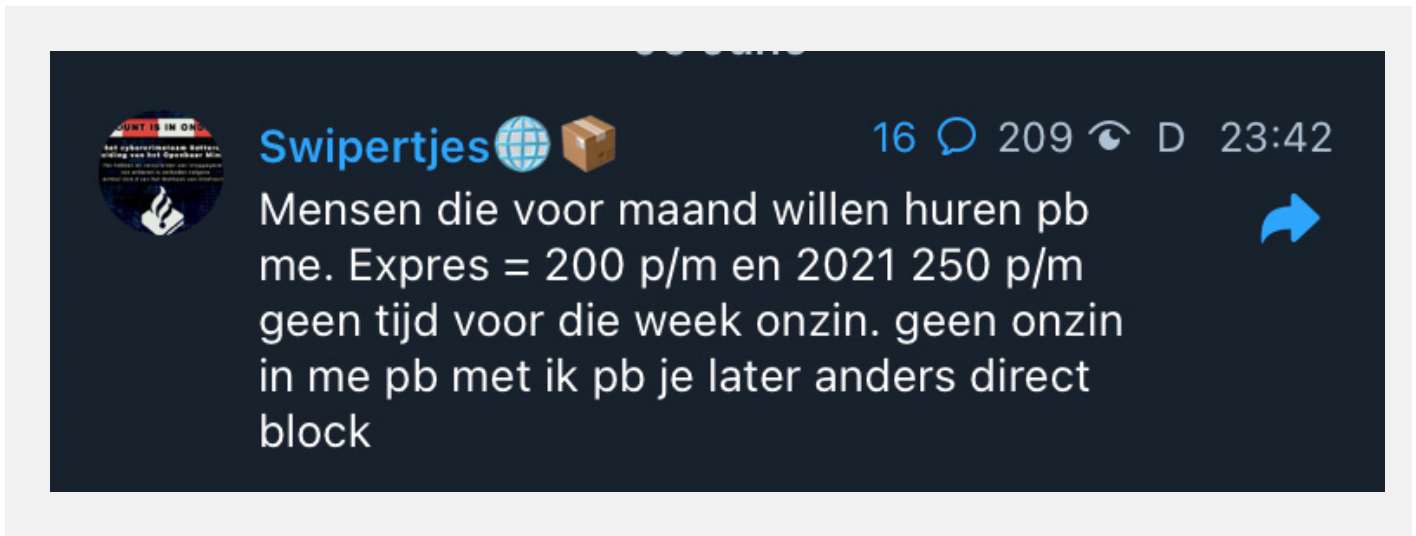 Swipertjes🌐📦 16 209 D 23:42
Mensen die voor maand willen huren pb
me. Expres = 200 p/m en 2021 250 p/m
geen tijd voor die week onzin. geen onzin
in me pb met ik pb je later anders direct
block